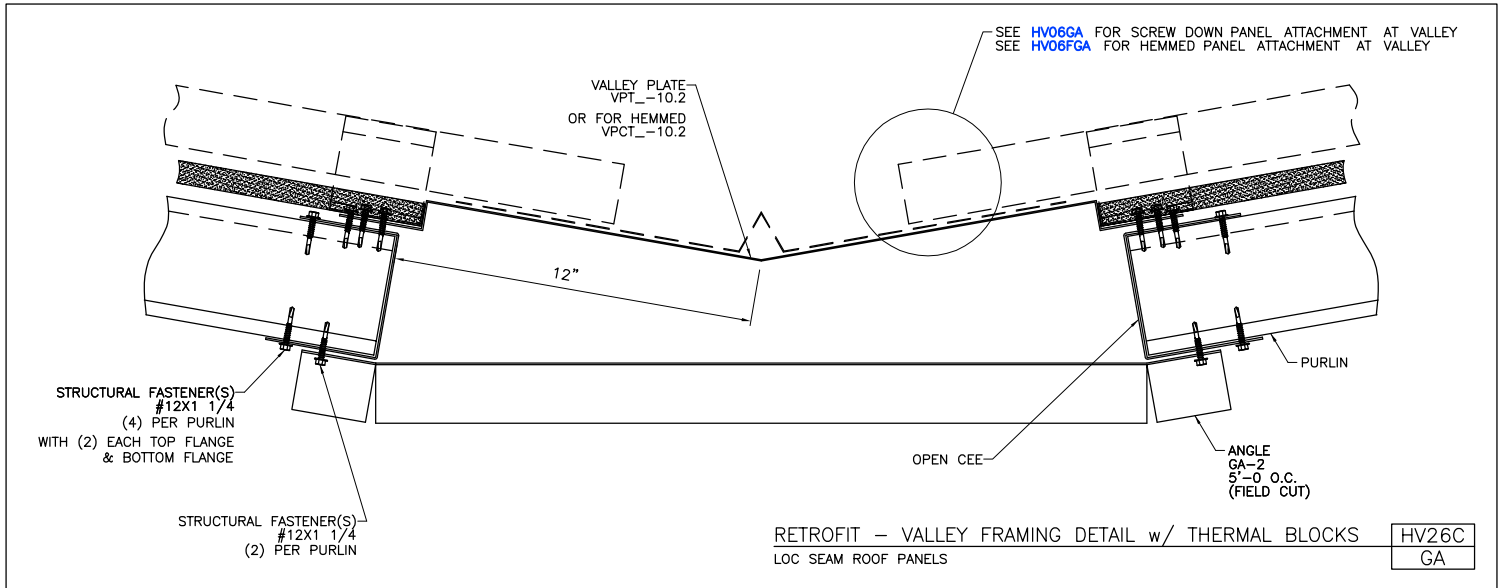 SEE HV06GA FOR SCREW DOWN PANEL ATTACHMENT AT VALLEY
SEE HV06FGA FOR HEMMED PANEL ATTACHMENT AT VALLEY
VALLEY PLATE
VPT_-10.2
OR FOR HEMMED
VPCT_-10.2
12"
PURLIN
STRUCTURAL FASTENER(S)
#12X1 1/4
(4) PER PURLIN
WITH (2) EACH TOP FLANGE
& BOTTOM FLANGE
OPEN CEE
ANGLE
GA-2
5'-0 O.C.
(FIELD CUT)
STRUCTURAL FASTENER(S)
#12X1 1/4
(2) PER PURLIN
RETROFIT - VALLEY FRAMING DETAIL w/ THERMAL BLOCKS
LOC SEAM ROOF PANELS
HV26C
GA